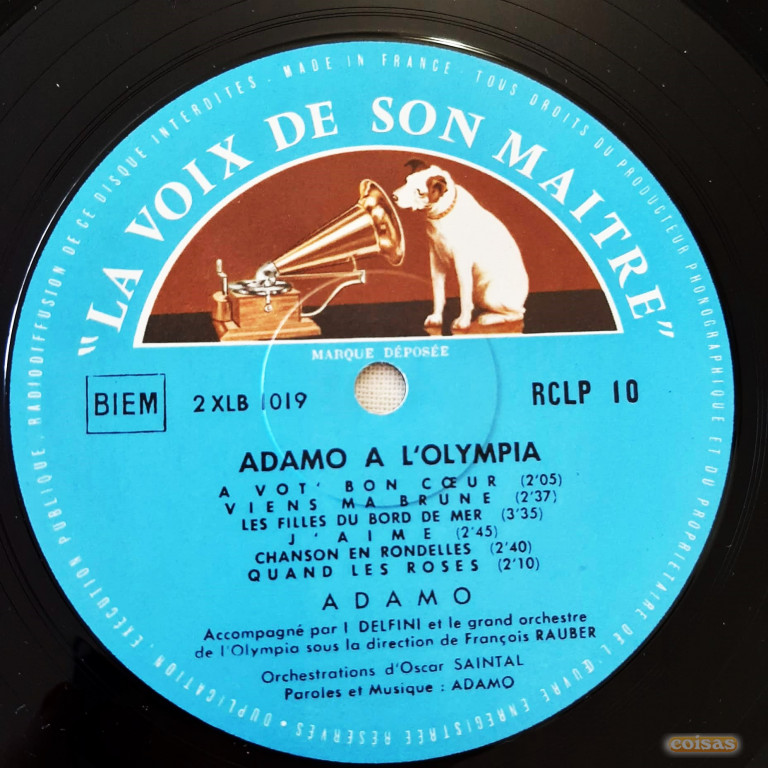 DUPLICATION. EXÉCUTION PUBLIQUE. RADIODIFFUSION DE CE DISQUE INTERDITES. MADE IN FRANCE. TOUS DROITS DU PRODUCTEUR PHONOGRAPHIQUE ET DU PROPRIÉTAIRE DE L'ŒUVRE ENREGISTRÉE RÉSERVÉS.
"LA VOIX DE SON MAITRE"
MARQUE DÉPOSÉE
BIEM 2 XLB 1019 RCLP 10
ADAMO A L'OLYMPIA
A VOT' BON CŒUR (2'05)
VIENS MA BRUNE (2'37)
LES FILLES DU BORD DE MER (3'35)
J'AIME (2'45)
CHANSON EN RONDELLES (2'40)
QUAND LES ROSES (2'10)
ADAMO
Accompagné par I DELFINI et le grand orchestre
de l'Olympia sous la direction de François RAUBER
Orchestrations d'Oscar SAINTAL
Paroles et Musique : ADAMO
coisas